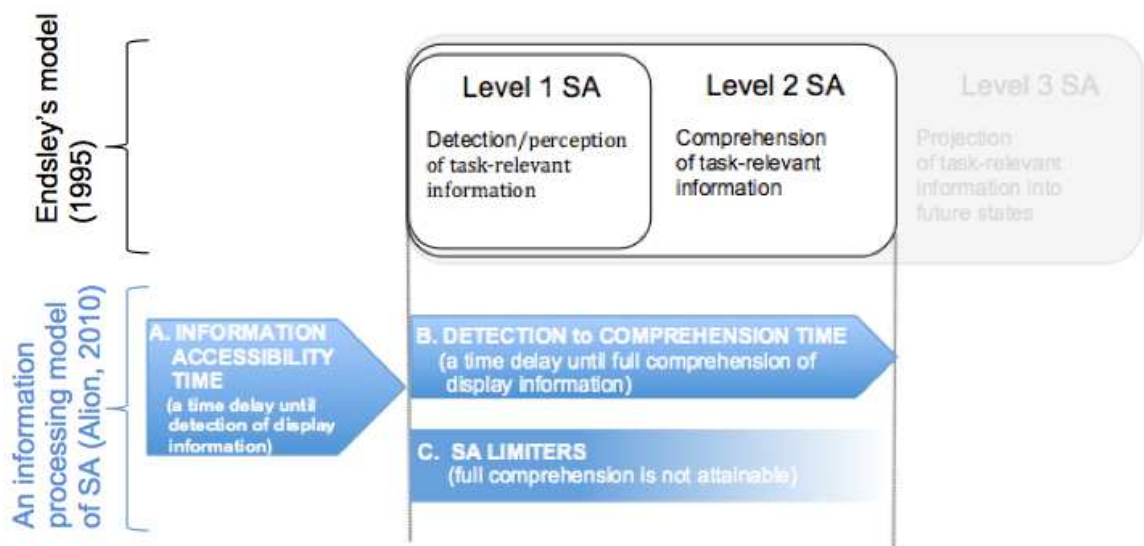 Endsley's model
(1995)
Level 1 SA
Detection/perception
of task-relevant
information
Level 2 SA
Comprehension
of task-relevant
information
Level 3 SA
Projection
of task-relevant
information into
future states
An information
processing model
of SA (Alion, 2010)
A. INFORMATION
ACCESSIBILITY
TIME
(a time delay until
detection of display
information)
B. DETECTION to COMPREHENSION TIME
(a time delay until full comprehension of
display information)
C. SA LIMITERS
(full comprehension is not attainable)